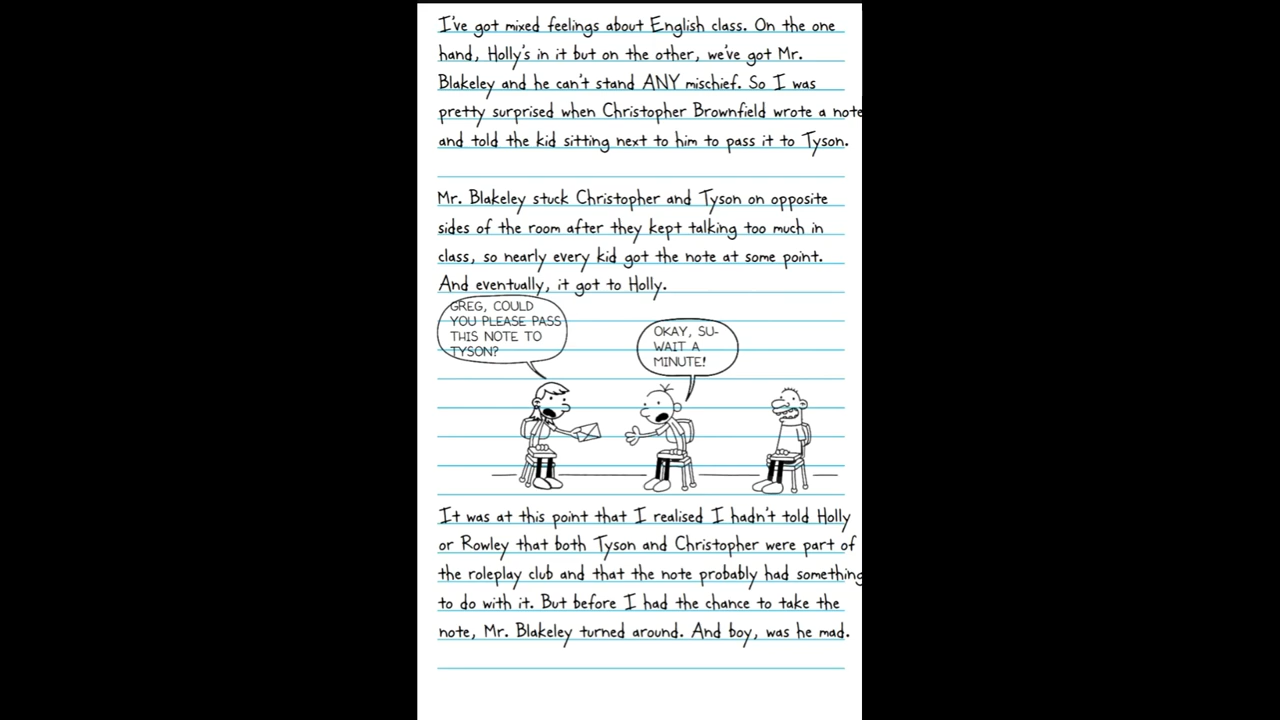 I've got mixed feelings about English class. On the one
hand, Holly's in it but on the other, we've got Mr.
Blakeley and he can't stand ANY mischief. So I was
pretty surprised when Christopher Brownfield wrote a note
and told the kid sitting next to him to pass it to Tyson.
Mr. Blakeley stuck Christopher and Tyson on opposite
sides of the room after they kept talking too much in
class, so nearly every kid got the note at some point.
And eventually, it got to Holly.
GREG, COULD
YOU PLEASE PASS
THIS NOTE TO
TYSON?
OKAY, SU-
WAIT A
MINUTE!
It was at this point that I realised I hadn't told Holly
or Rowley that both Tyson and Christopher were part of
the roleplay club and that the note probably had something
to do with it. But before I had the chance to take the
note, Mr. Blakeley turned around. And boy, was he mad.